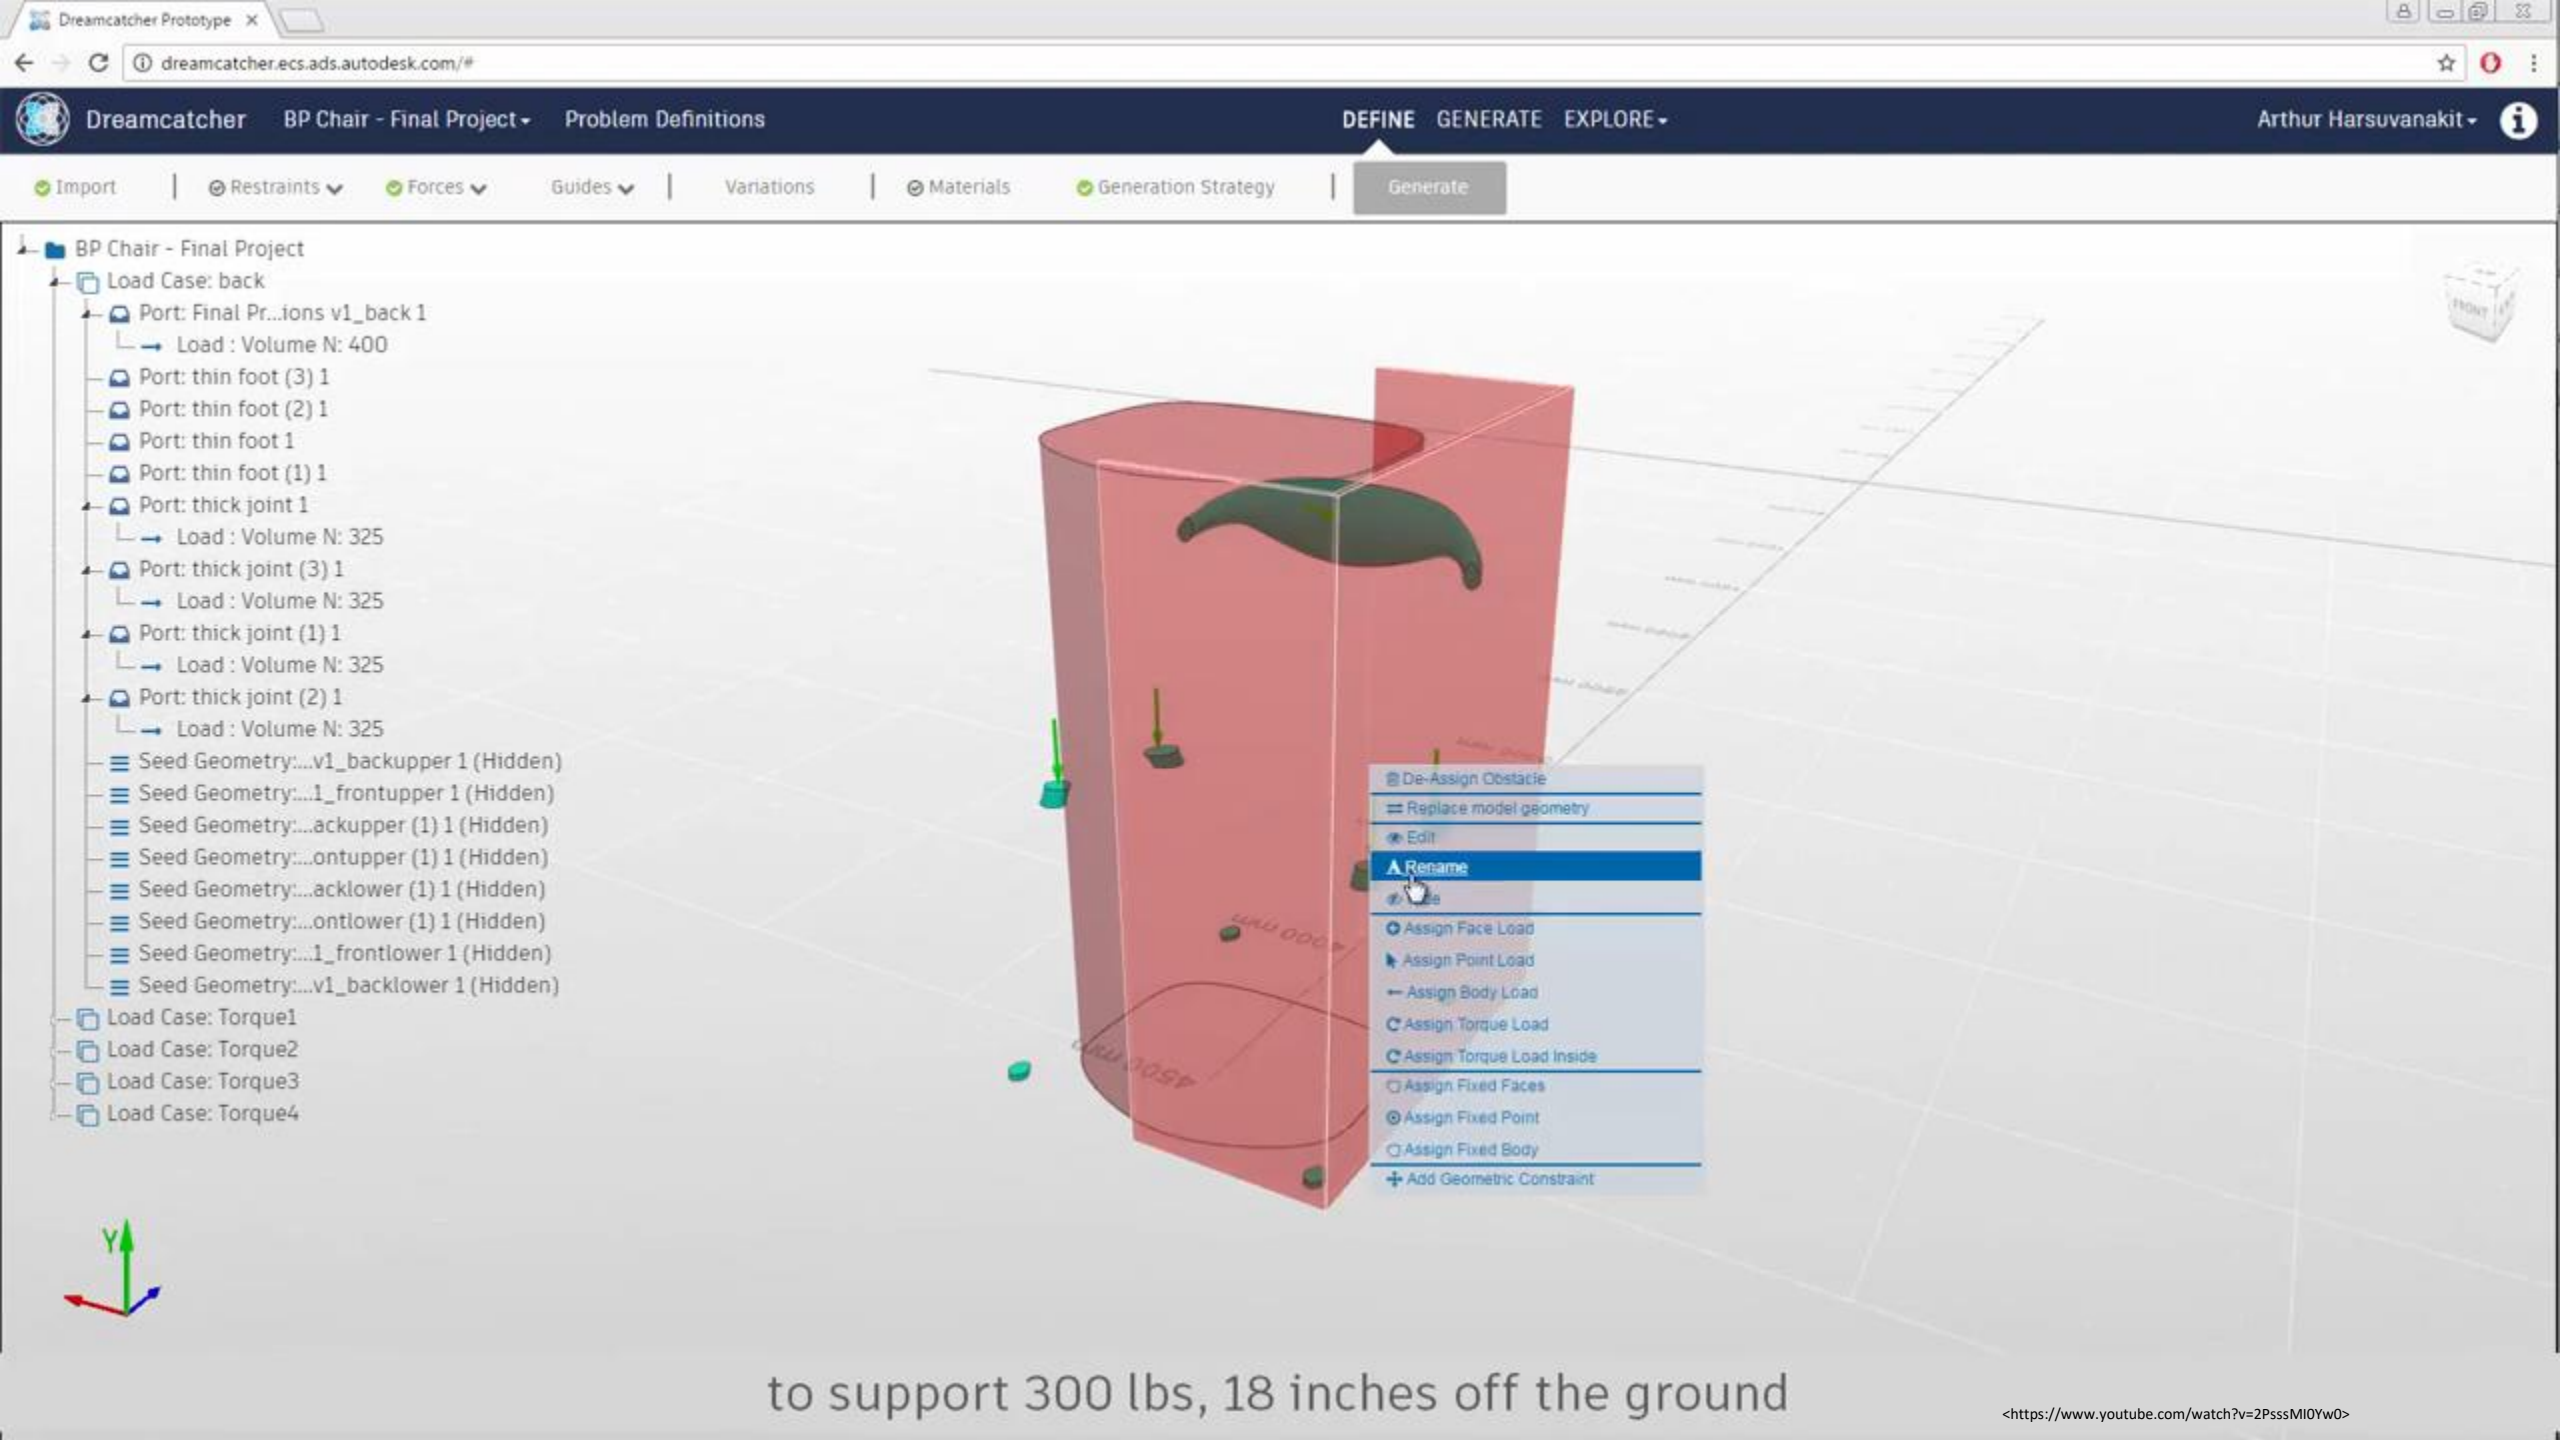 Dreamcatcher Prototype
dreamcatcher.ecs.ads.autodesk.com/#
Dreamcatcher BP Chair - Final Project Problem Definitions DEFINE GENERATE EXPLORE Arthur Harsuvanakit
Import | Restraints Forces Guides | Variations | Materials Generation Strategy | Generate
BP Chair - Final Project
Load Case: back
Port: Final Pr...ions v1_back 1
Load : Volume N: 400
Port: thin foot (3) 1
Port: thin foot (2) 1
Port: thin foot 1
Port: thin foot (1) 1
Port: thick joint 1
Load : Volume N: 325
Port: thick joint (3) 1
Load : Volume N: 325
Port: thick joint (1) 1
Load : Volume N: 325
Port: thick joint (2) 1
Load : Volume N: 325
Seed Geometry:...v1_backupper 1 (Hidden)
Seed Geometry:...1_frontupper 1 (Hidden)
Seed Geometry:...ackupper (1) 1 (Hidden)
Seed Geometry:...ontupper (1) 1 (Hidden)
Seed Geometry:...acklower (1) 1 (Hidden)
Seed Geometry:...ontlower (1) 1 (Hidden)
Seed Geometry:...1_frontlower 1 (Hidden)
Seed Geometry:...v1_backlower 1 (Hidden)
Load Case: Torque1
Load Case: Torque2
Load Case: Torque3
Load Case: Torque4
FRONT
4000 mm
4500 mm
De-Assign Obstacle
Replace model geometry
Edit
Rename
Assign Face Load
Assign Point Load
Assign Body Load
Assign Torque Load
Assign Torque Load Inside
Assign Fixed Faces
Assign Fixed Point
Assign Fixed Body
Add Geometric Constraint
Y
to support 300 lbs, 18 inches off the ground
<https://www.youtube.com/watch?v=2PsssMI0Yw0>